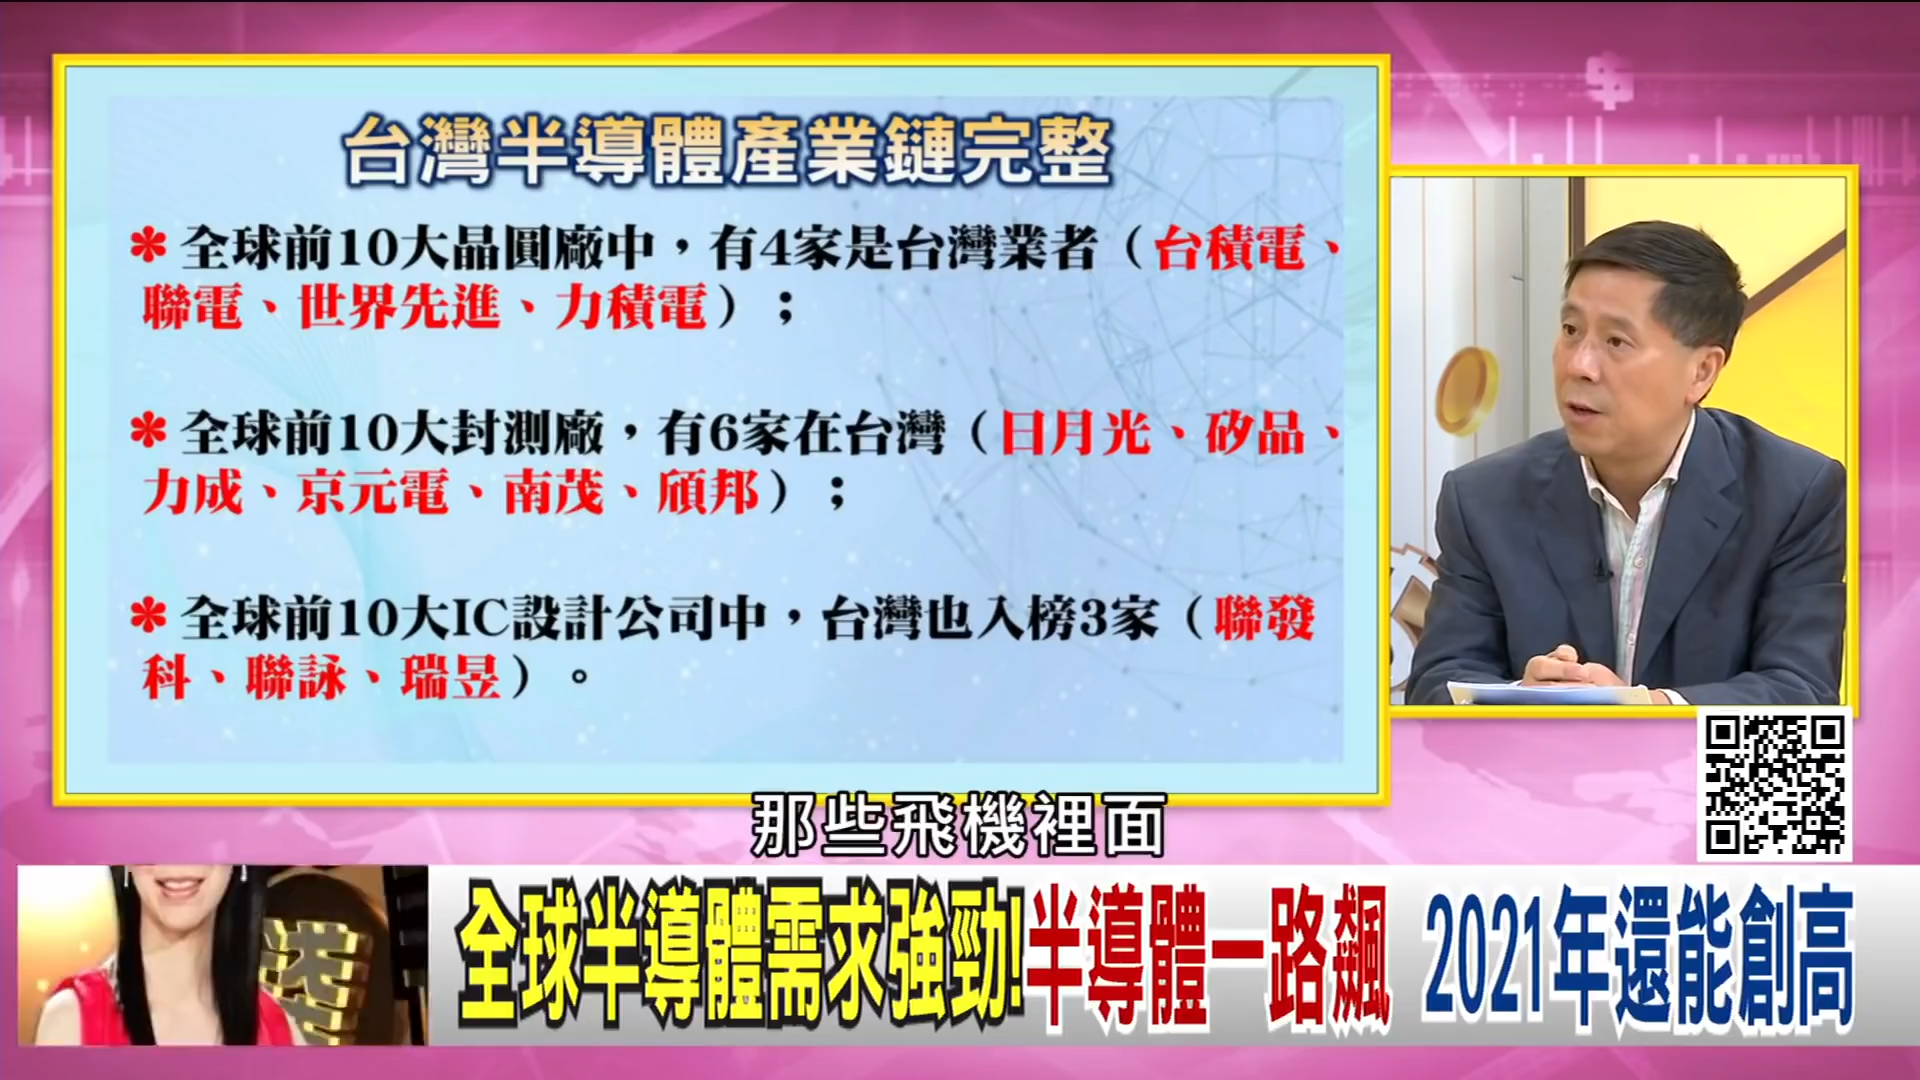 台灣半導體產業鏈完整
✽ 全球前10大晶圓廠中，有4家是台灣業者（台積電、
聯電、世界先進、力積電）；
✽ 全球前10大封測廠，有6家在台灣（日月光、矽品、
力成、京元電、南茂、頎邦）；
✽ 全球前10大IC設計公司中，台灣也入榜3家（聯發
科、聯詠、瑞昱）。
那些飛機裡面
全球半導體需求強勁!半導體一路飆 2021年還能創高